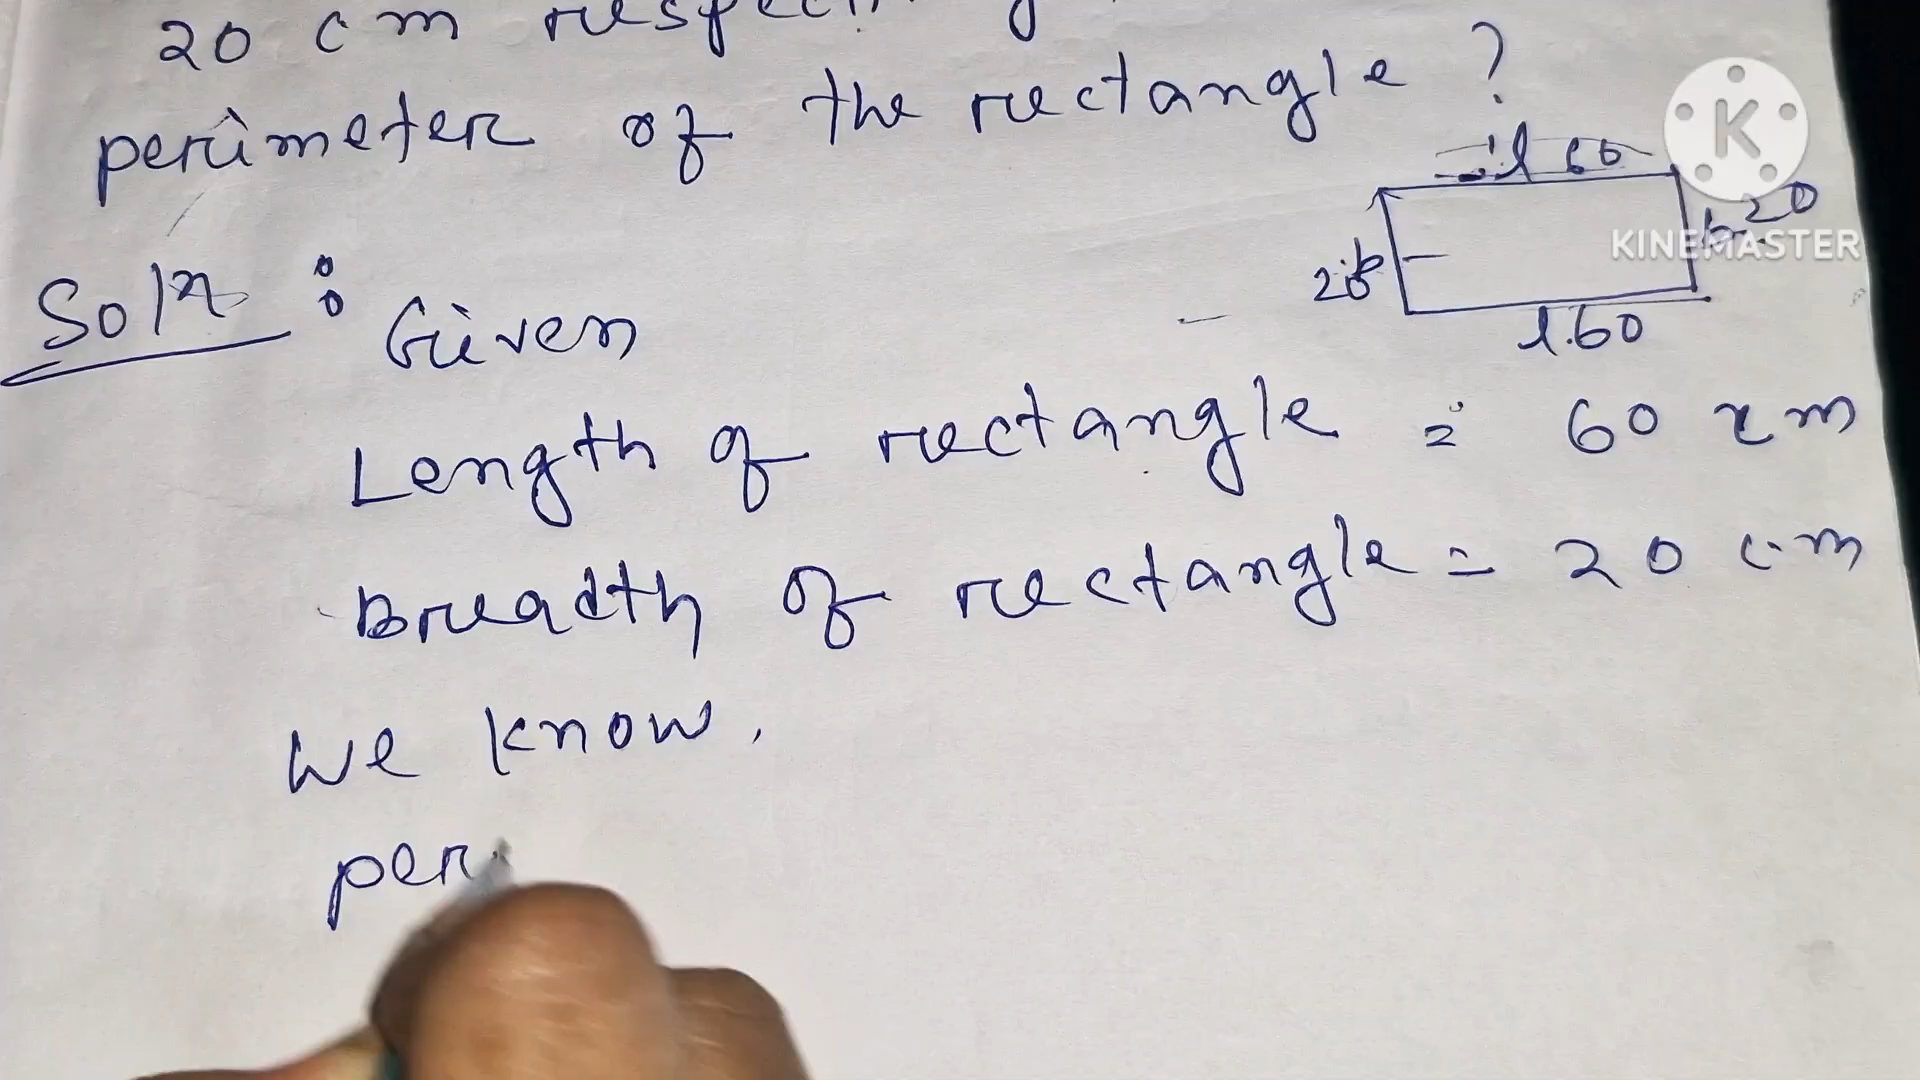 20 cm
perimeter of the rectangle ?
l 60
b 20
20
l.60
Soln :
Given
Length of rectangle = 60 cm
Breadth of rectangle = 20 cm
We know,
per
K
KINEMASTER